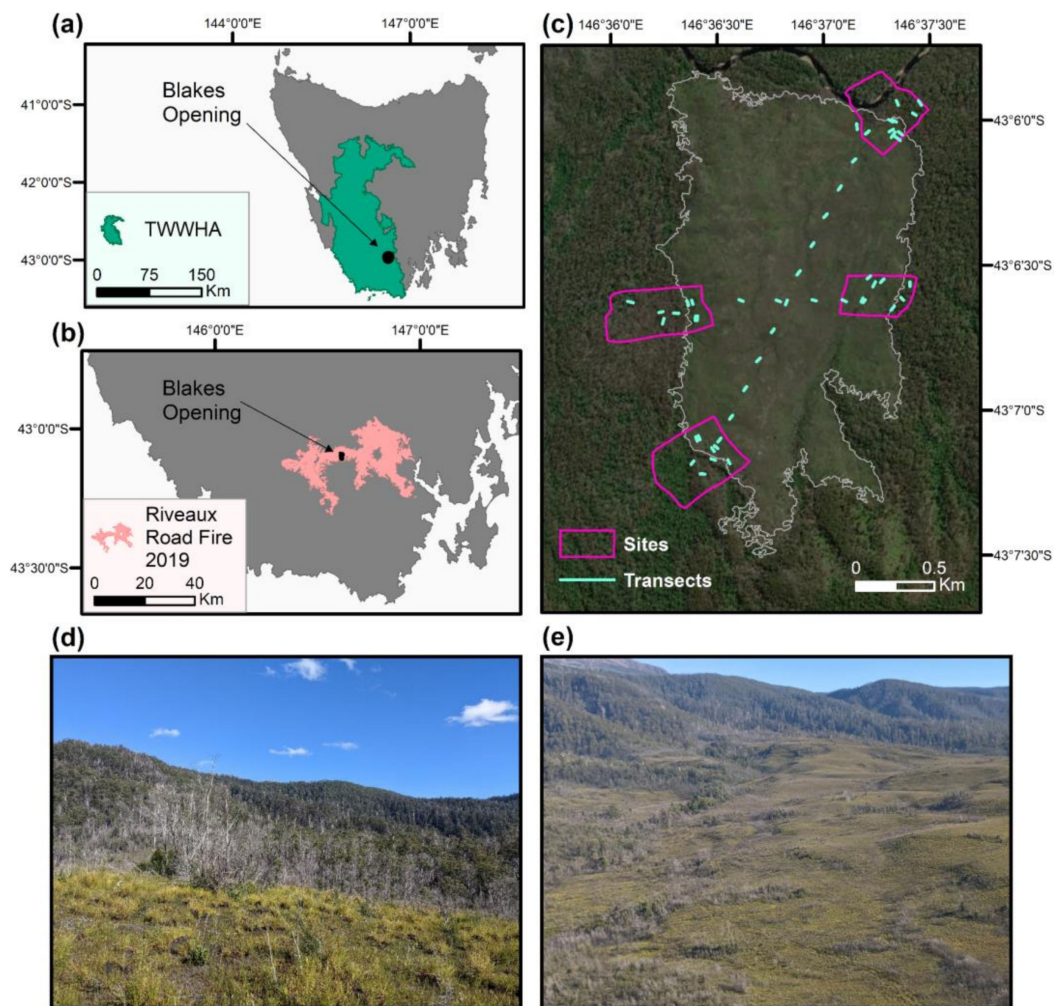 (a)
144°0'0"E
147°0'0"E
41°0'0"S
42°0'0"S
43°0'0"S
Blakes
Opening
TWWHA
0 75 150
Km
(b)
146°0'0"E
147°0'0"E
43°0'0"S
43°30'0"S
Blakes
Opening
Riveaux
Road Fire
2019
0 20 40
Km
(c)
146°36'0"E
146°36'30"E
146°37'0"E
146°37'30"E
43°6'0"S
43°6'30"S
43°7'0"S
43°7'30"S
Sites
Transects
0 0.5
Km
(d)
(e)